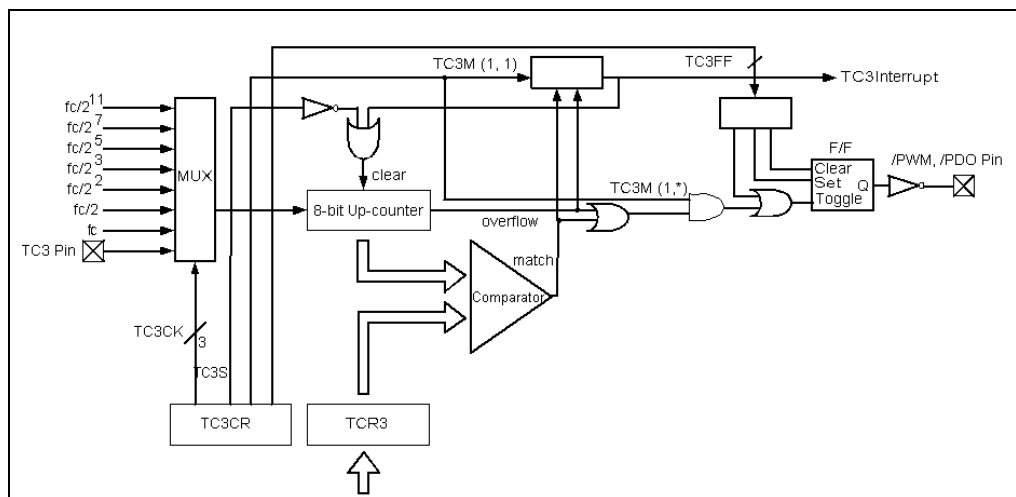 TC3M (1, 1)
TC3FF
TC3Interrupt
fc/2^11
fc/2^7
fc/2^5
fc/2^3
fc/2^2
fc/2
fc
TC3 Pin
MUX
clear
8-bit Up-counter
overflow
match
Comparator
TC3M (1,*)
F/F
Clear
Set
Toggle
Q
/PWM, /PDO Pin
TC3CK
3
TC3S
TC3CR
TCR3